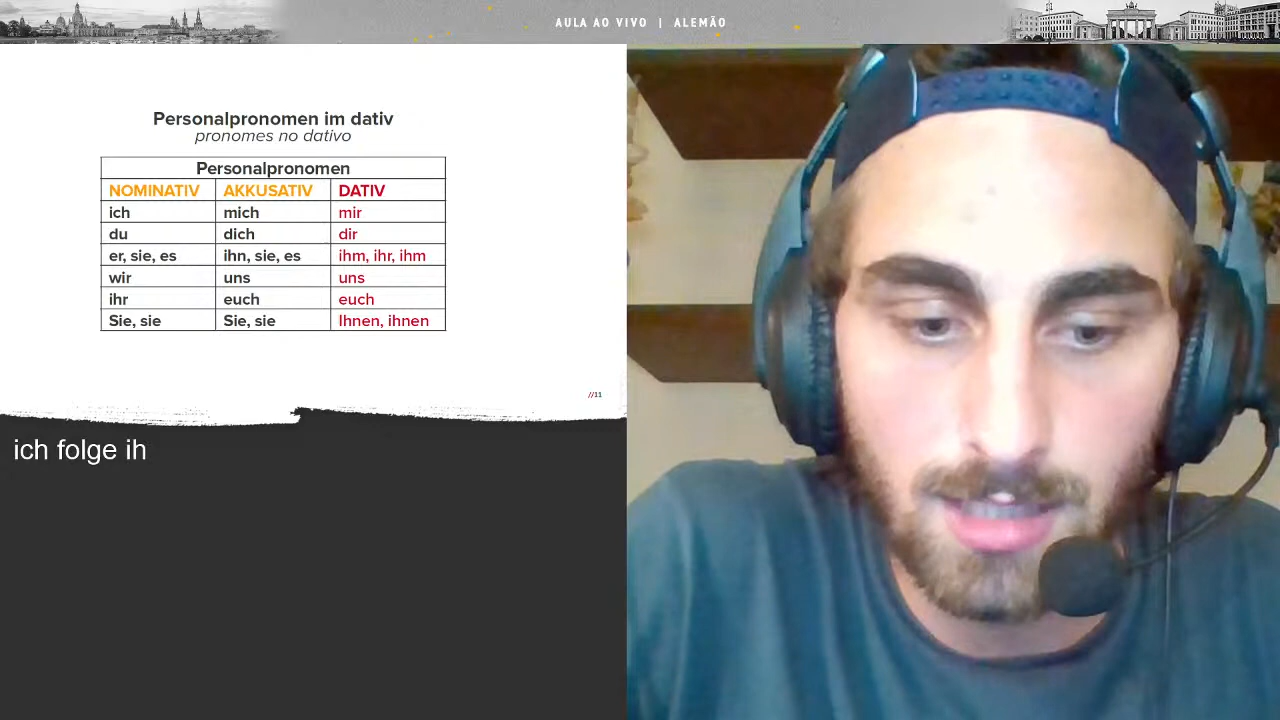 AULA AO VIVO | ALEMÃO
Personalpronomen im dativ
pronomes no dativo
Personalpronomen
NOMINATIV AKKUSATIV DATIV
ich mich mir
du dich dir
er, sie, es ihn, sie, es ihm, ihr, ihm
wir uns uns
ihr euch euch
Sie, sie Sie, sie Ihnen, ihnen
//11
ich folge ih